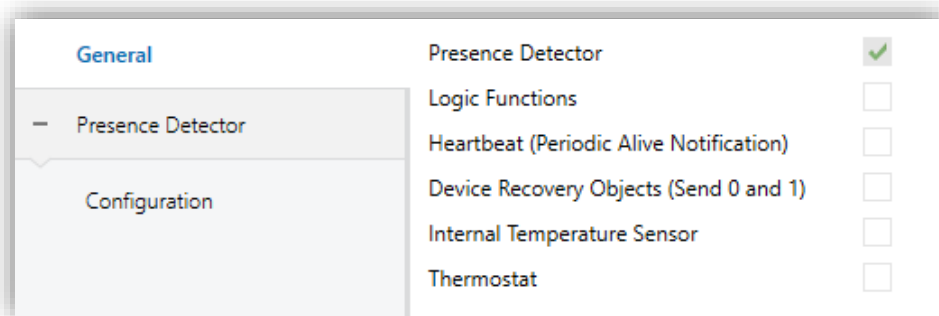 General
Presence Detector
Configuration
Presence Detector
Logic Functions
Heartbeat (Periodic Alive Notification)
Device Recovery Objects (Send 0 and 1)
Internal Temperature Sensor
Thermostat